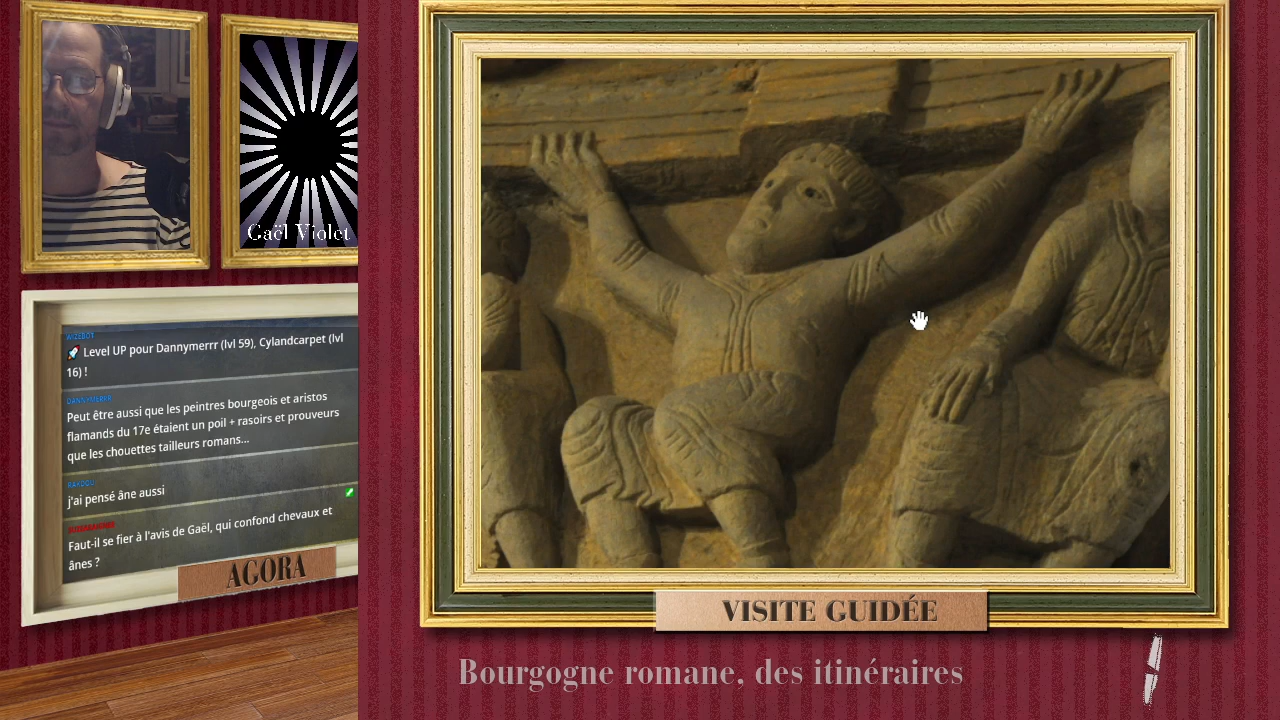 Gaël Violet
WIZEBOT
Level UP pour Dannymerrr (lvl 59), Cylandcarpet (lvl
16) !
DANNYMERRR
Peut être aussi que les peintres bourgeois et aristos
flamands du 17e étaient un poil + rasoirs et prouveurs
que les chouettes tailleurs romans...
j'ai pensé âne aussi
Faut-il se fier à l'avis de Gaël, qui confond chevaux et
ânes ?
AGORA
VISITE GUIDÉE
Bourgogne romane, des itinéraires